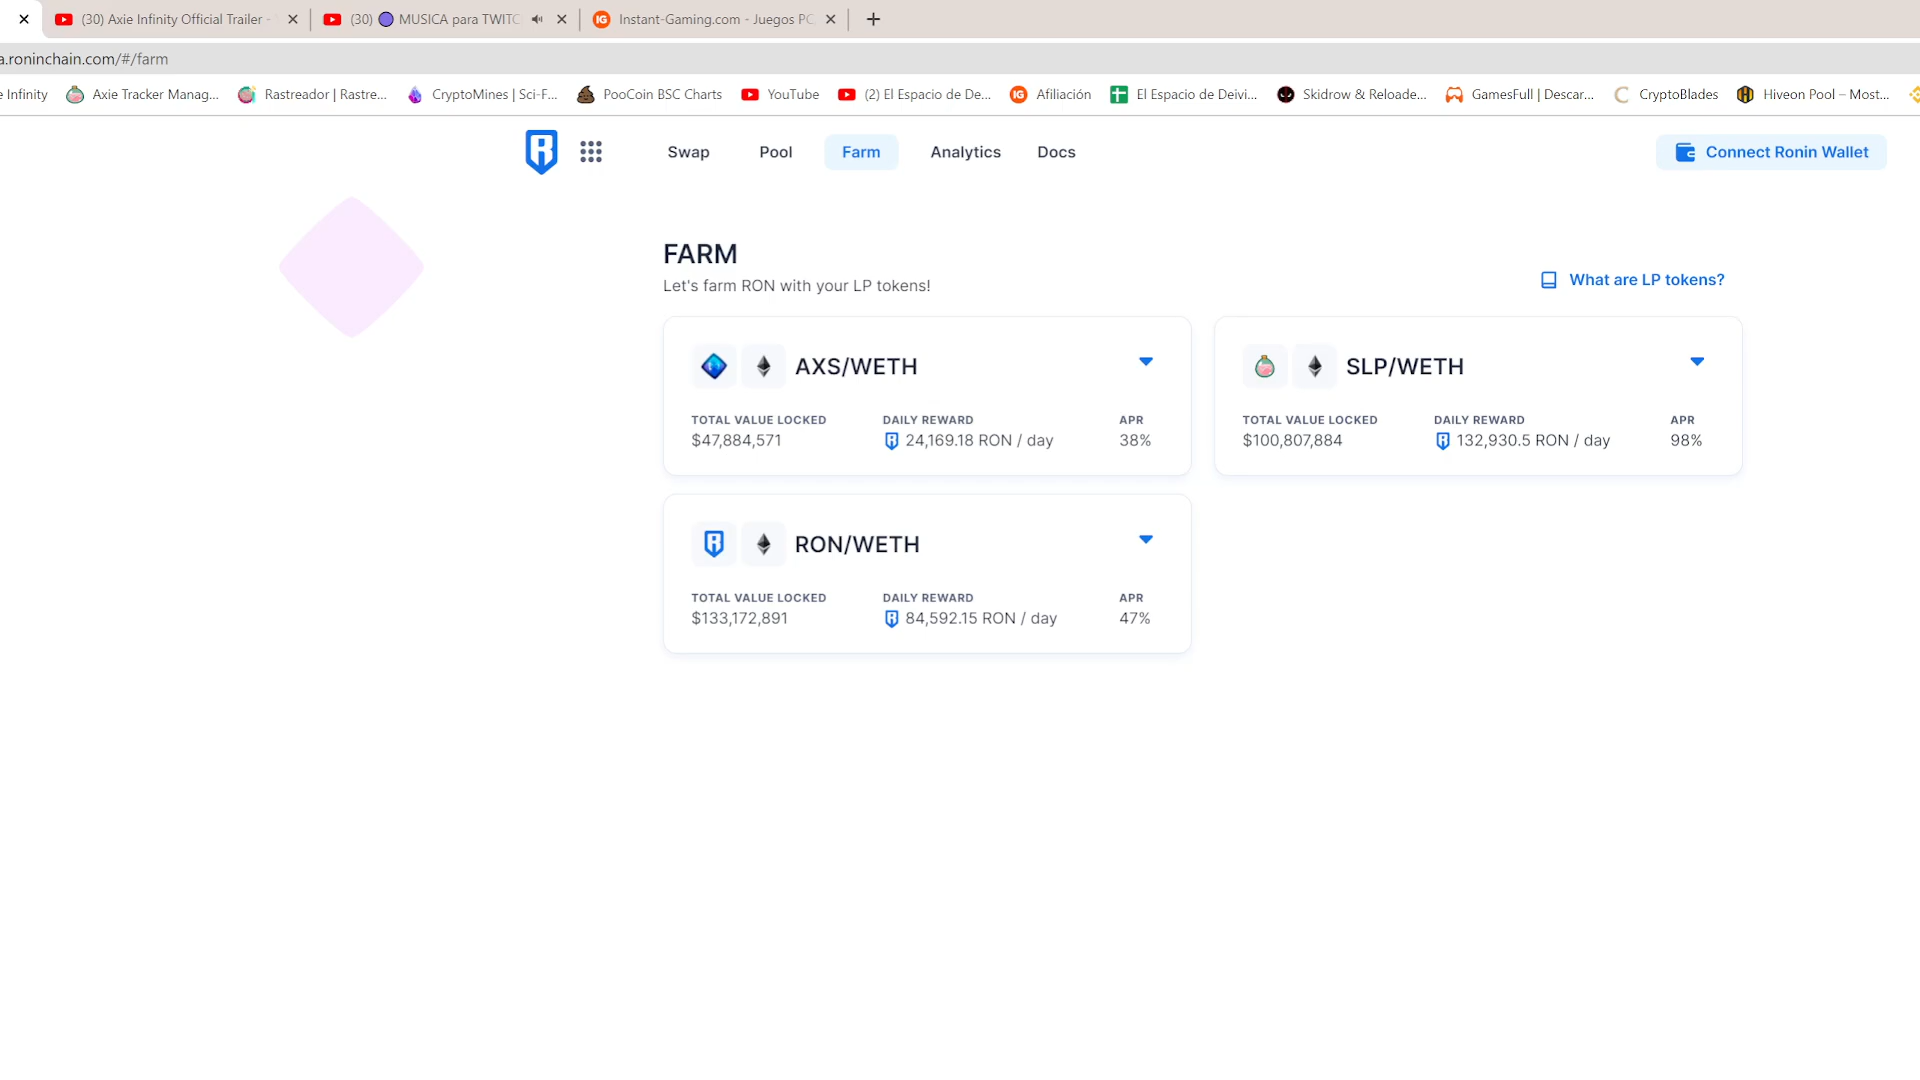 (30) Axie Infinity Official Trailer -
(30) MUSICA para TWITC
Instant-Gaming.com - Juegos PC
a.roninchain.com/#/farm
e Infinity
Axie Tracker Manag...
Rastreador | Rastre...
CryptoMines | Sci-F...
PooCoin BSC Charts
YouTube
(2) El Espacio de De...
Afiliación
El Espacio de Deivi...
Skidrow & Reloade...
GamesFull | Descar...
CryptoBlades
Hiveon Pool – Most...
Swap
Pool
Farm
Analytics
Docs
Connect Ronin Wallet
FARM
Let's farm RON with your LP tokens!
What are LP tokens?
AXS/WETH
TOTAL VALUE LOCKED
$47,884,571
DAILY REWARD
24,169.18 RON / day
APR
38%
SLP/WETH
TOTAL VALUE LOCKED
$100,807,884
DAILY REWARD
132,930.5 RON / day
APR
98%
RON/WETH
TOTAL VALUE LOCKED
$133,172,891
DAILY REWARD
84,592.15 RON / day
APR
47%